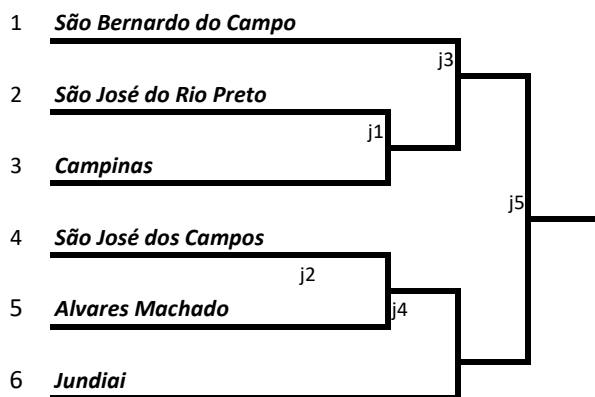 1 São Bernardo do Campo
j3
2 São José do Rio Preto
j1
3 Campinas
j5
4 São José dos Campos
j2
5 Alvares Machado
j4
6 Jundiai